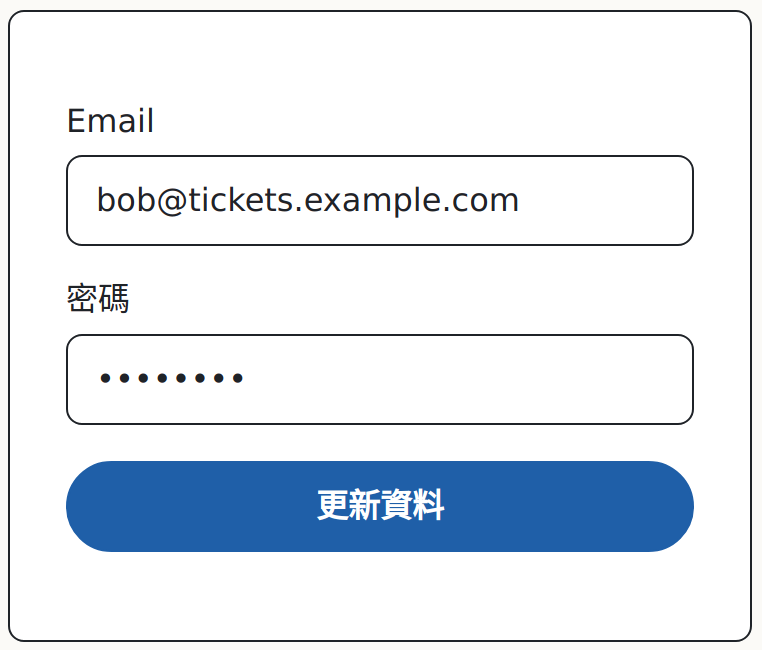 Email
bob@tickets.example.com
密碼
••••••••
更新資料